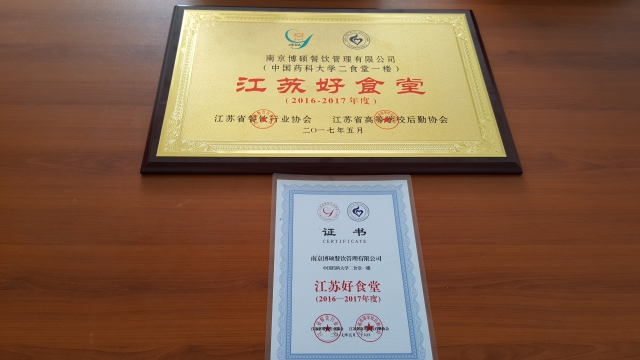 南京博硕餐饮管理有限公司
（中国药科大学二食堂一楼）
江苏好食堂
(2016-2017年度)
江苏省餐饮行业协会 江苏省高等学校后勤协会
二〇一七年五月
证书
CERTIFICATE
南京博硕餐饮管理有限公司
中国药科大学二食堂一楼
江苏好食堂
(2016—2017年度)